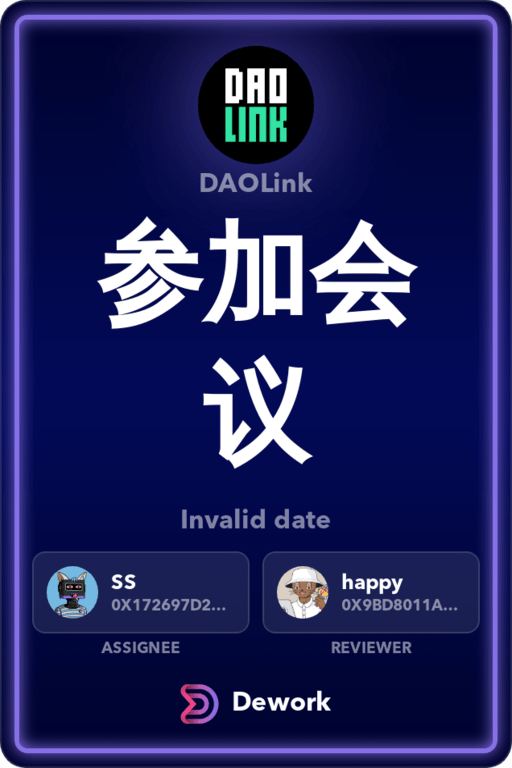 DAO
LINK
DAOLink
参加会
议
Invalid date
SS
0X172697D2...
happy
0X9BD8011A...
ASSIGNEE
REVIEWER
Dework